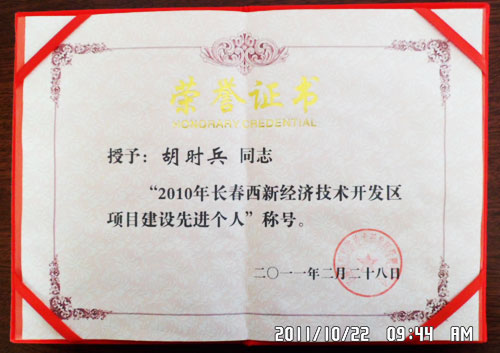 荣誉证书
HONORARY CREDENTIAL
授予：胡时兵 同志
“2010年长春西新经济技术开发区
项目建设先进个人”称号。
二〇一一年二月二十八日
2011/10/22 09:44 AM